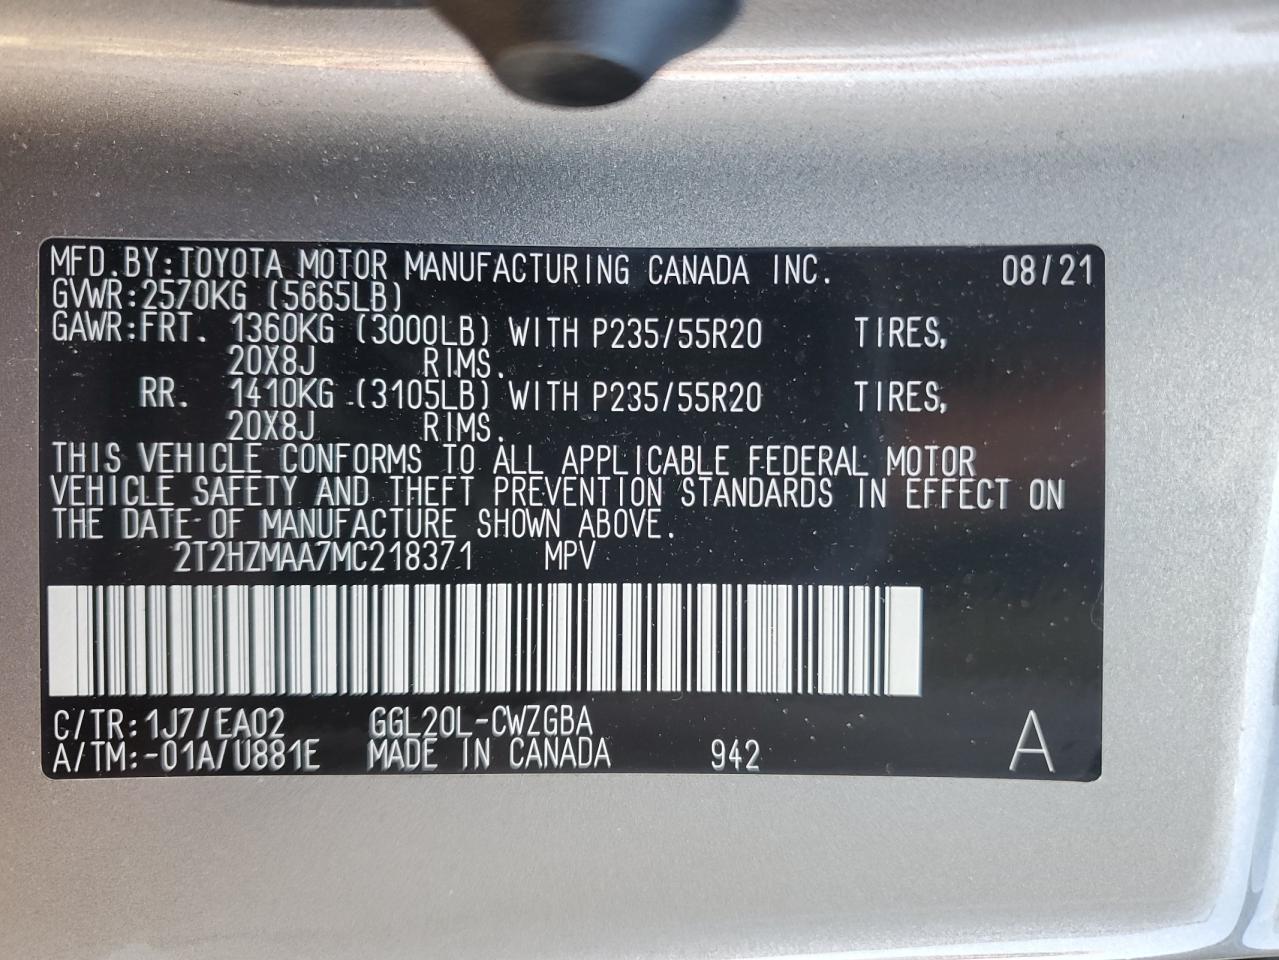 MFD.BY:TOYOTA MOTOR MANUFACTURING CANADA INC. 08/21
GVWR:2570KG (5665LB)
GAWR:FRT. 1360KG (3000LB) WITH P235/55R20 TIRES,
20X8J RIMS.
RR. 1410KG (3105LB) WITH P235/55R20 TIRES,
20X8J RIMS.
THIS VEHICLE CONFORMS TO ALL APPLICABLE FEDERAL MOTOR
VEHICLE SAFETY AND THEFT PREVENTION STANDARDS IN EFFECT ON
THE DATE OF MANUFACTURE SHOWN ABOVE.
2T2HZMAA7MC218371 MPV
C/TR:1J7/EA02 GGL20L-CWZGBA
A/TM:-01A/U881E MADE IN CANADA 942 A